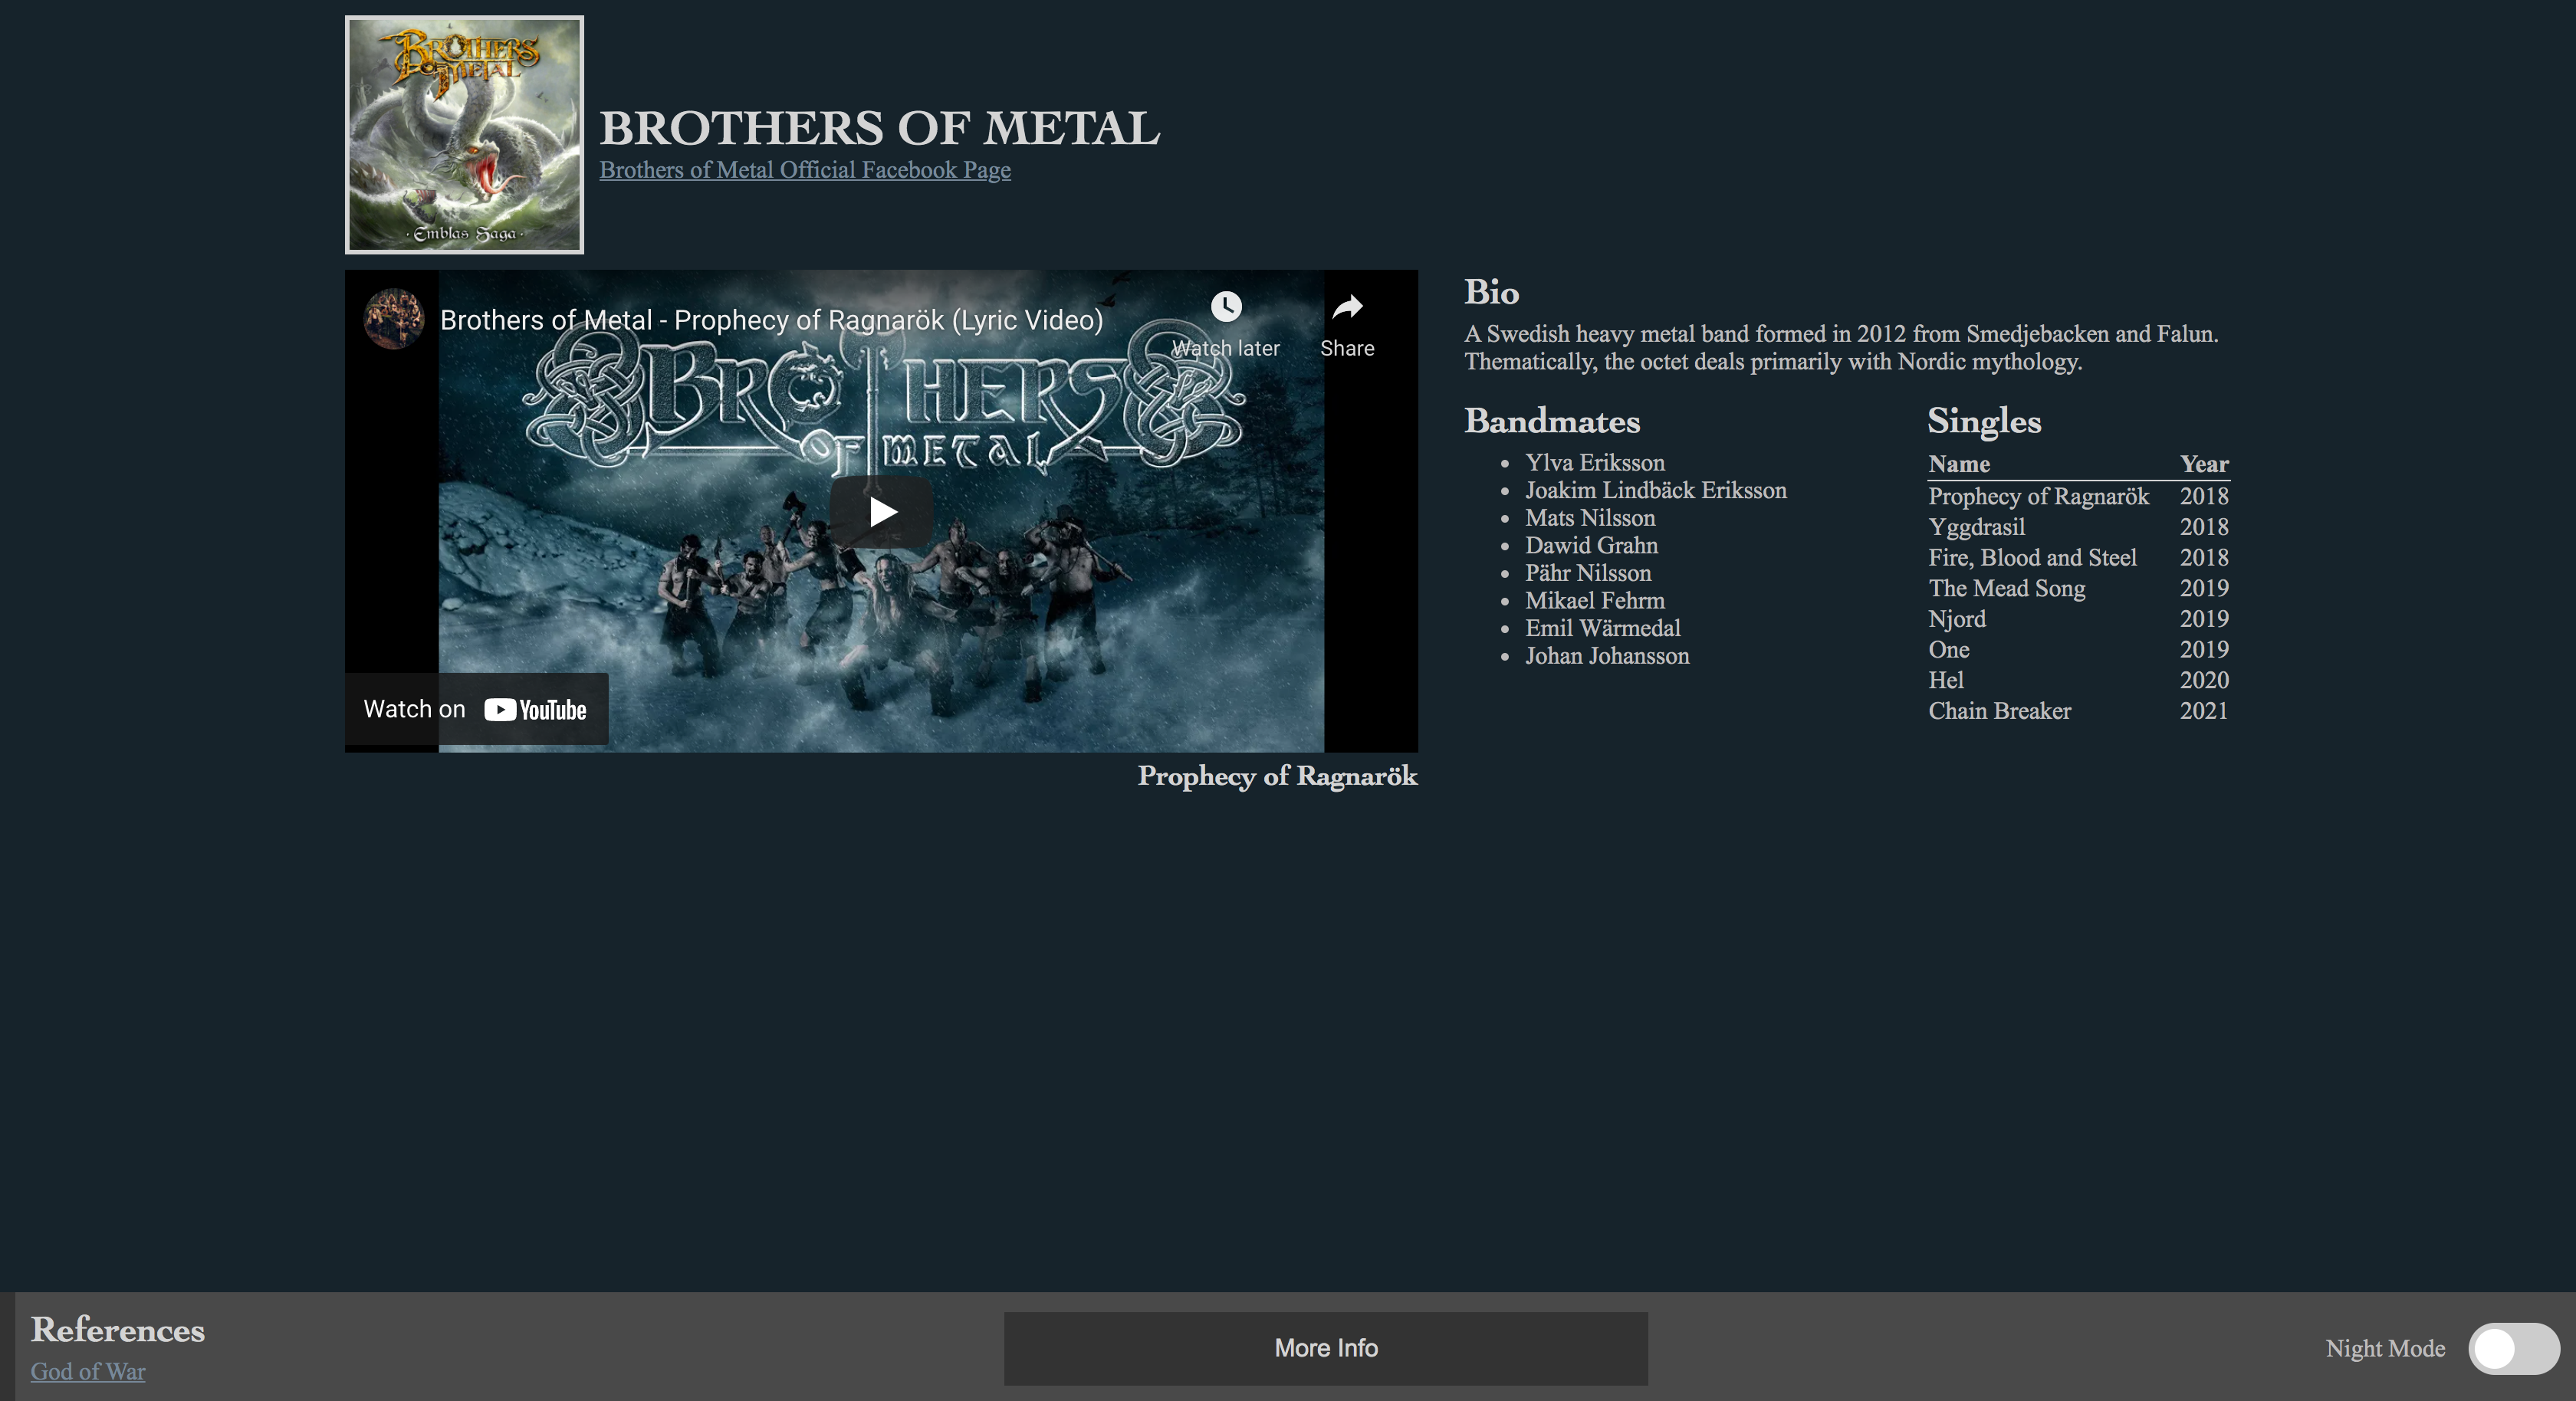 BROTHERS
OF METAL
· Emblas Saga ·
BROTHERS OF METAL
Brothers of Metal Official Facebook Page
Brothers of Metal - Prophecy of Ragnarök (Lyric Video)
Watch later
Share
BROTHERS
OF METAL
Watch on YouTube
Prophecy of Ragnarök
Bio
A Swedish heavy metal band formed in 2012 from Smedjebacken and Falun.
Thematically, the octet deals primarily with Nordic mythology.
Bandmates
• Ylva Eriksson
• Joakim Lindbäck Eriksson
• Mats Nilsson
• Dawid Grahn
• Pähr Nilsson
• Mikael Fehrm
• Emil Wärmedal
• Johan Johansson
Singles
Name Year
Prophecy of Ragnarök 2018
Yggdrasil 2018
Fire, Blood and Steel 2018
The Mead Song 2019
Njord 2019
One 2019
Hel 2020
Chain Breaker 2021
References
God of War
More Info
Night Mode